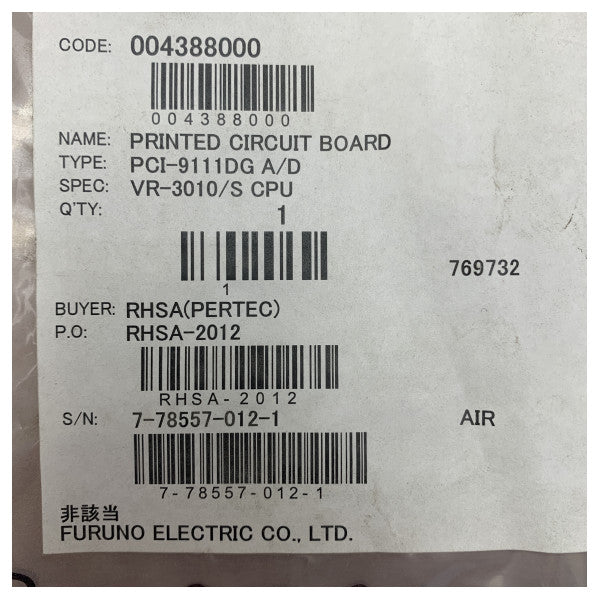 CODE: 004388000
004388000
NAME: PRINTED CIRCUIT BOARD
TYPE: PCI-9111DG A/D
SPEC: VR-3010/S CPU
Q'TY: 1
1
769732
BUYER: RHSA(PERTEC)
P.O: RHSA-2012
RHSA-2012
S/N: 7-78557-012-1 AIR
7-78557-012-1
非該当
FURUNO ELECTRIC CO., LTD.